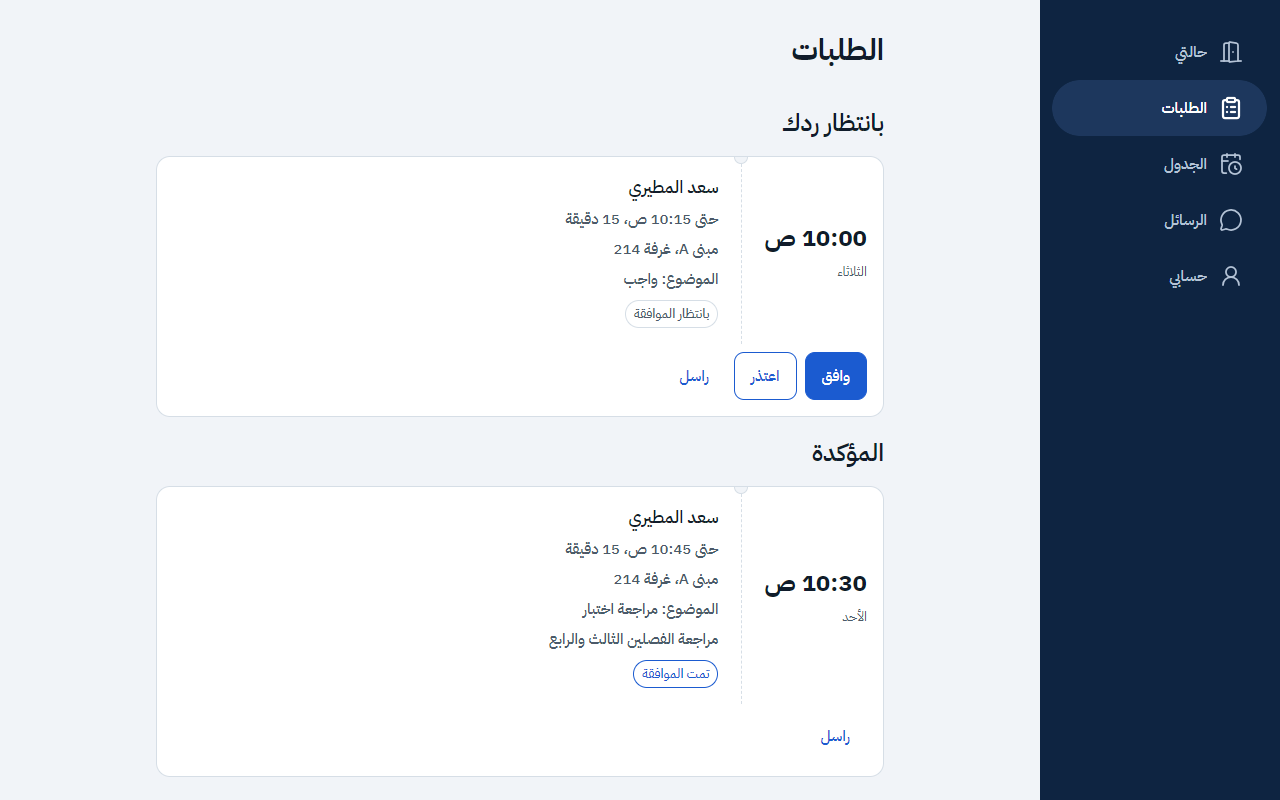 حالتي
الطلبات
الجدول
الرسائل
حسابي
الطلبات
بانتظار ردك
10:00 ص
الثلاثاء
سعد المطيري
حتى 10:15 ص، 15 دقيقة
مبنى A، غرفة 214
الموضوع: واجب
بانتظار الموافقة
وافق
اعتذر
راسل
المؤكدة
10:30 ص
الأحد
سعد المطيري
حتى 10:45 ص، 15 دقيقة
مبنى A، غرفة 214
الموضوع: مراجعة اختبار
مراجعة الفصلين الثالث والرابع
تمت الموافقة
راسل